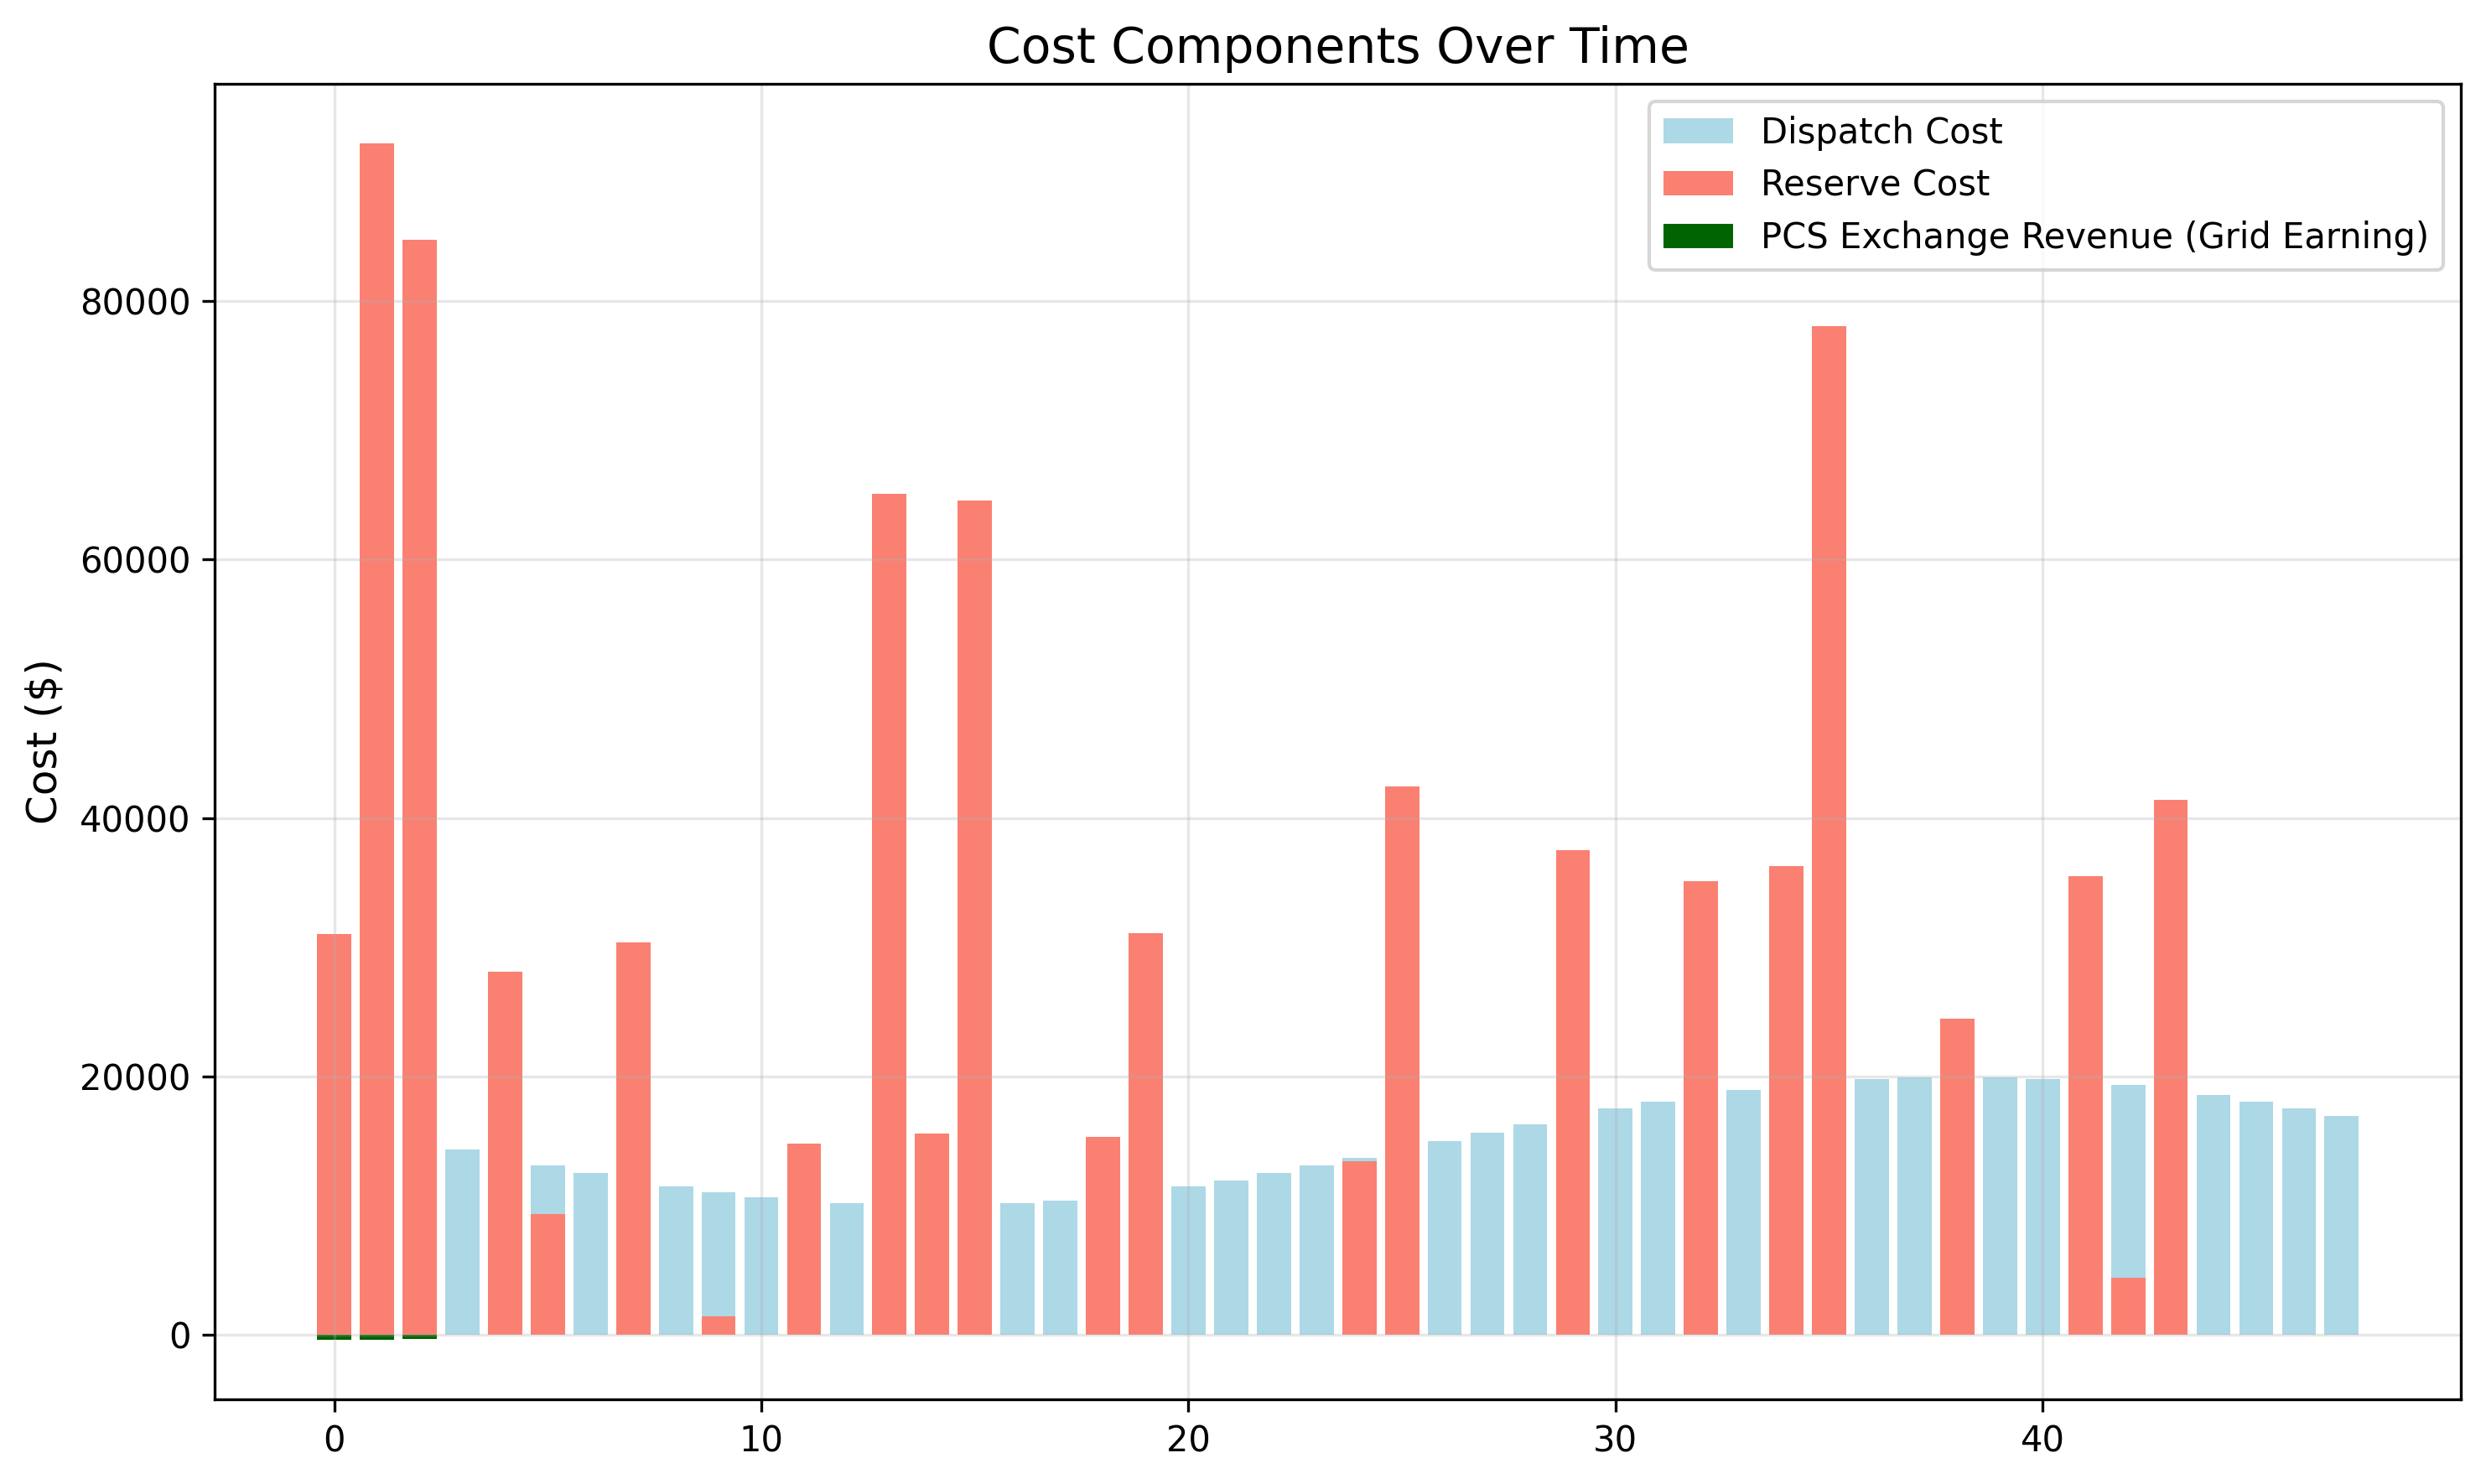 Cost Components Over Time
Dispatch Cost
Reserve Cost
PCS Exchange Revenue (Grid Earning)
Cost ($)
80000
60000
40000
20000
0
0 10 20 30 40